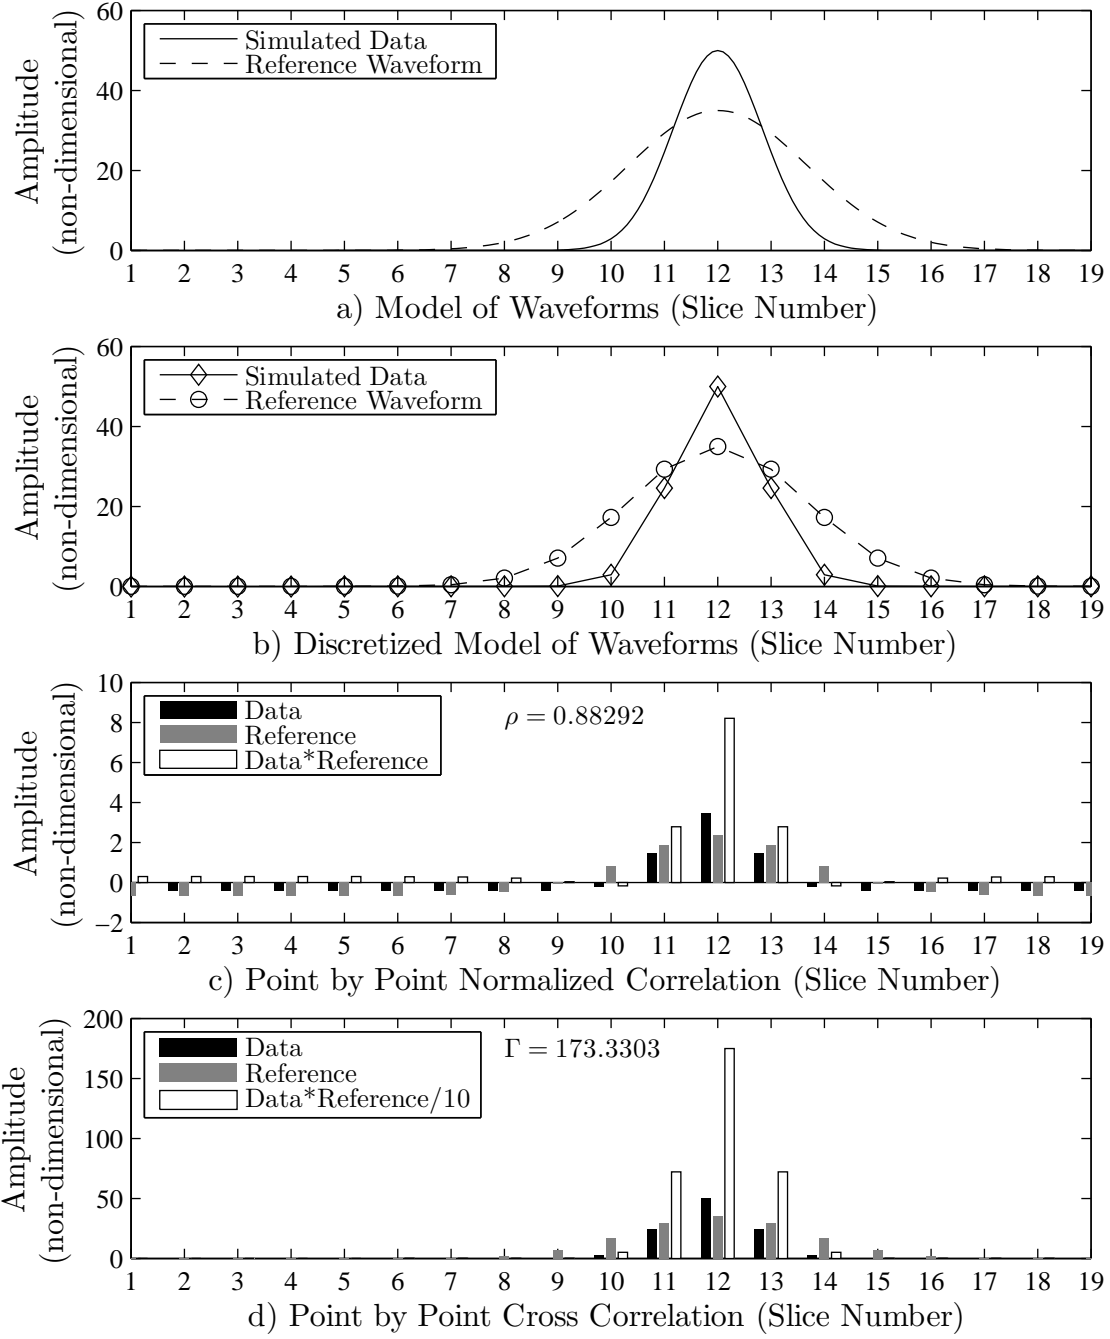 60
40
20
0
Amplitude
(non-dimensional)
Simulated Data
Reference Waveform
1 2 3 4 5 6 7 8 9 10 11 12 13 14 15 16 17 18 19
a) Model of Waveforms (Slice Number)
60
40
20
0
Amplitude
(non-dimensional)
Simulated Data
Reference Waveform
1 2 3 4 5 6 7 8 9 10 11 12 13 14 15 16 17 18 19
b) Discretized Model of Waveforms (Slice Number)
10
8
6
4
2
0
−2
Amplitude
(non-dimensional)
Data
Reference
Data*Reference
ρ = 0.88292
1 2 3 4 5 6 7 8 9 10 11 12 13 14 15 16 17 18 19
c) Point by Point Normalized Correlation (Slice Number)
200
150
100
50
0
Amplitude
(non-dimensional)
Data
Reference
Data*Reference/10
Γ = 173.3303
1 2 3 4 5 6 7 8 9 10 11 12 13 14 15 16 17 18 19
d) Point by Point Cross Correlation (Slice Number)